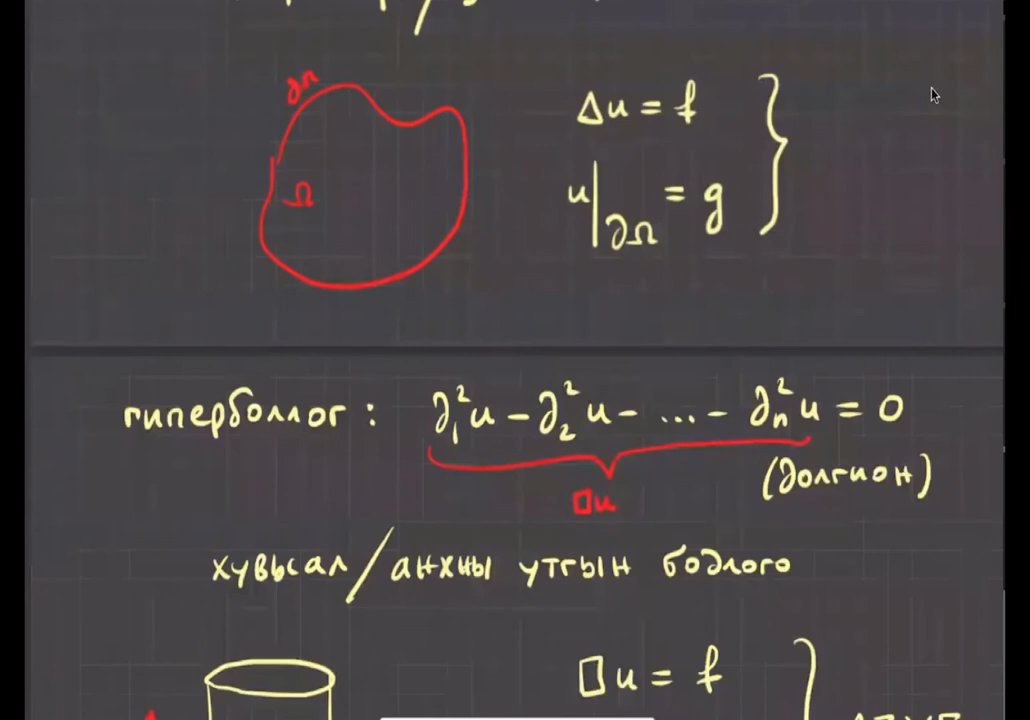 ∂Ω
Δu = f
Ω
u|∂Ω = g
гиперболлог : ∂₁²u − ∂₂²u − ... − ∂ₙ²u = 0
□u
(долгион)
хувьсал/анхны утгын бодлого
□u = f